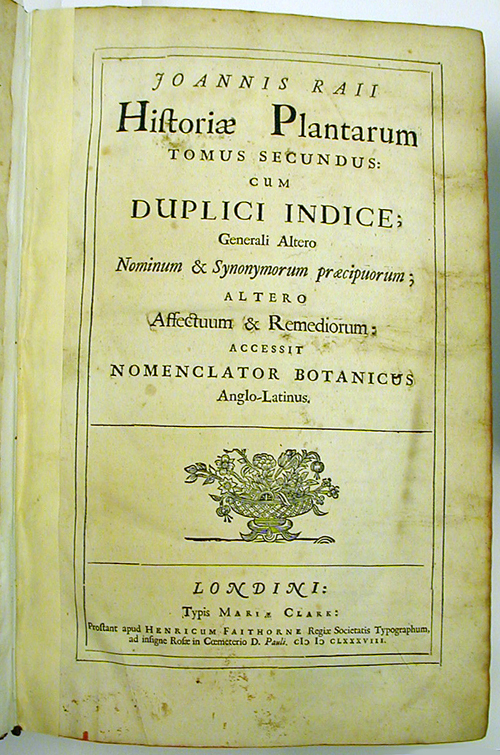 JOANNIS RAII
Hiſtoriæ Plantarum
TOMUS SECUNDUS:
CUM
DUPLICI INDICE;
Generali Altero
Nominum & Synonymorum præcipuorum;
ALTERO
Affectuum & Remediorum:
ACCESSIT
NOMENCLATOR BOTANICUS
Anglo-Latinus.
LONDINI:
Typis MARIÆ CLARK:
Proſtant apud HENRICUM FAITHORNE Regiæ Societatis Typographum,
ad inſigne Roſæ in Cœmeterio D. Pauli. cIↄ Iↄ CLXXXVIII.